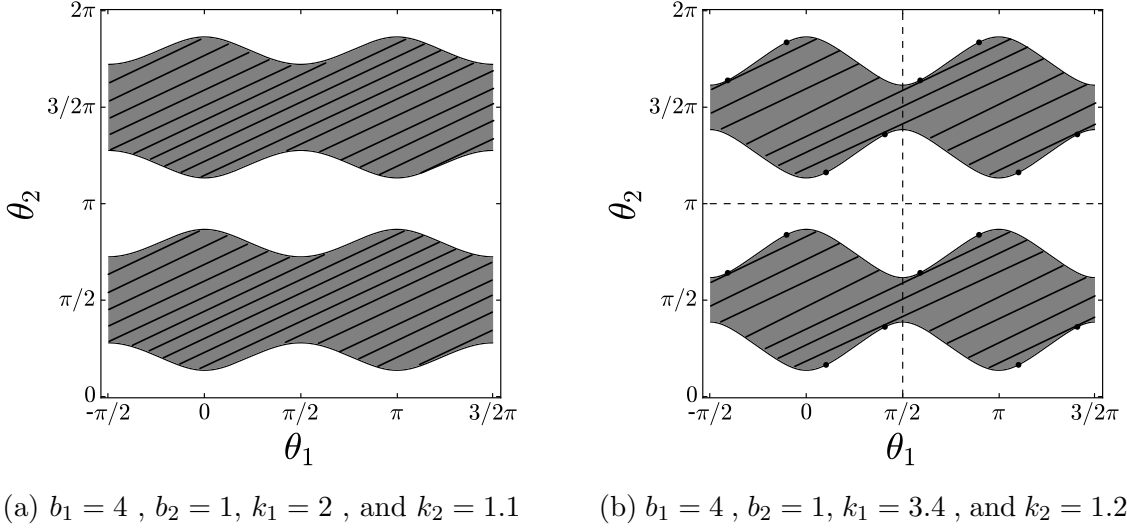 2π
3/2π
π
π/2
0
θ2
-π/2 0 π/2 π 3/2π
θ1
2π
3/2π
π
π/2
0
θ2
-π/2 0 π/2 π 3/2π
θ1
(a) b1 = 4 , b2 = 1, k1 = 2 , and k2 = 1.1
(b) b1 = 4 , b2 = 1, k1 = 3.4 , and k2 = 1.2